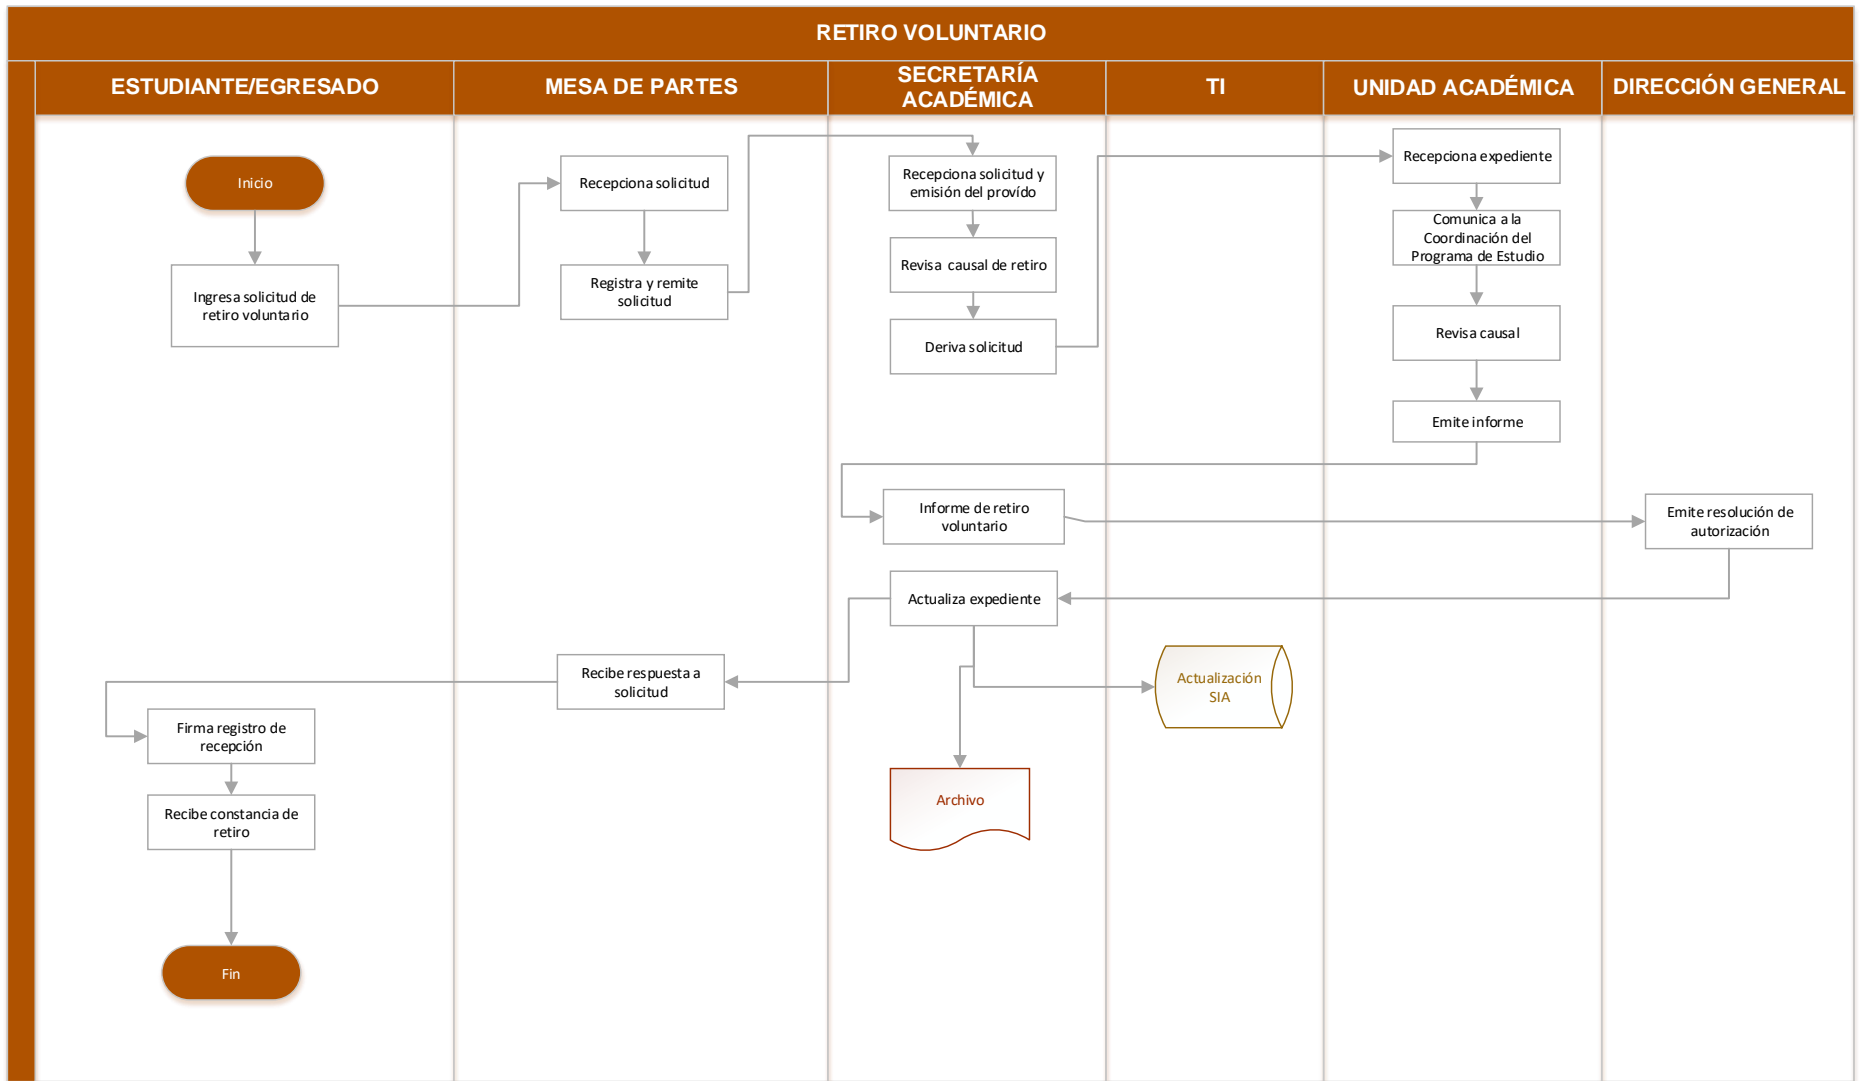 RETIRO VOLUNTARIO
ESTUDIANTE/EGRESADO
MESA DE PARTES
SECRETARÍA
ACADÉMICA
TI
UNIDAD ACADÉMICA
DIRECCIÓN GENERAL
Inicio
Ingresa solicitud de
retiro voluntario
Recepciona solicitud
Registra y remite
solicitud
Recepciona solicitud y
emisión del provído
Revisa causal de retiro
Deriva solicitud
Recepciona expediente
Comunica a la
Coordinación del
Programa de Estudio
Revisa causal
Emite informe
Informe de retiro
voluntario
Emite resolución de
autorización
Actualiza expediente
Recibe respuesta a
solicitud
Actualización
SIA
Archivo
Firma registro de
recepción
Recibe constancia de
retiro
Fin